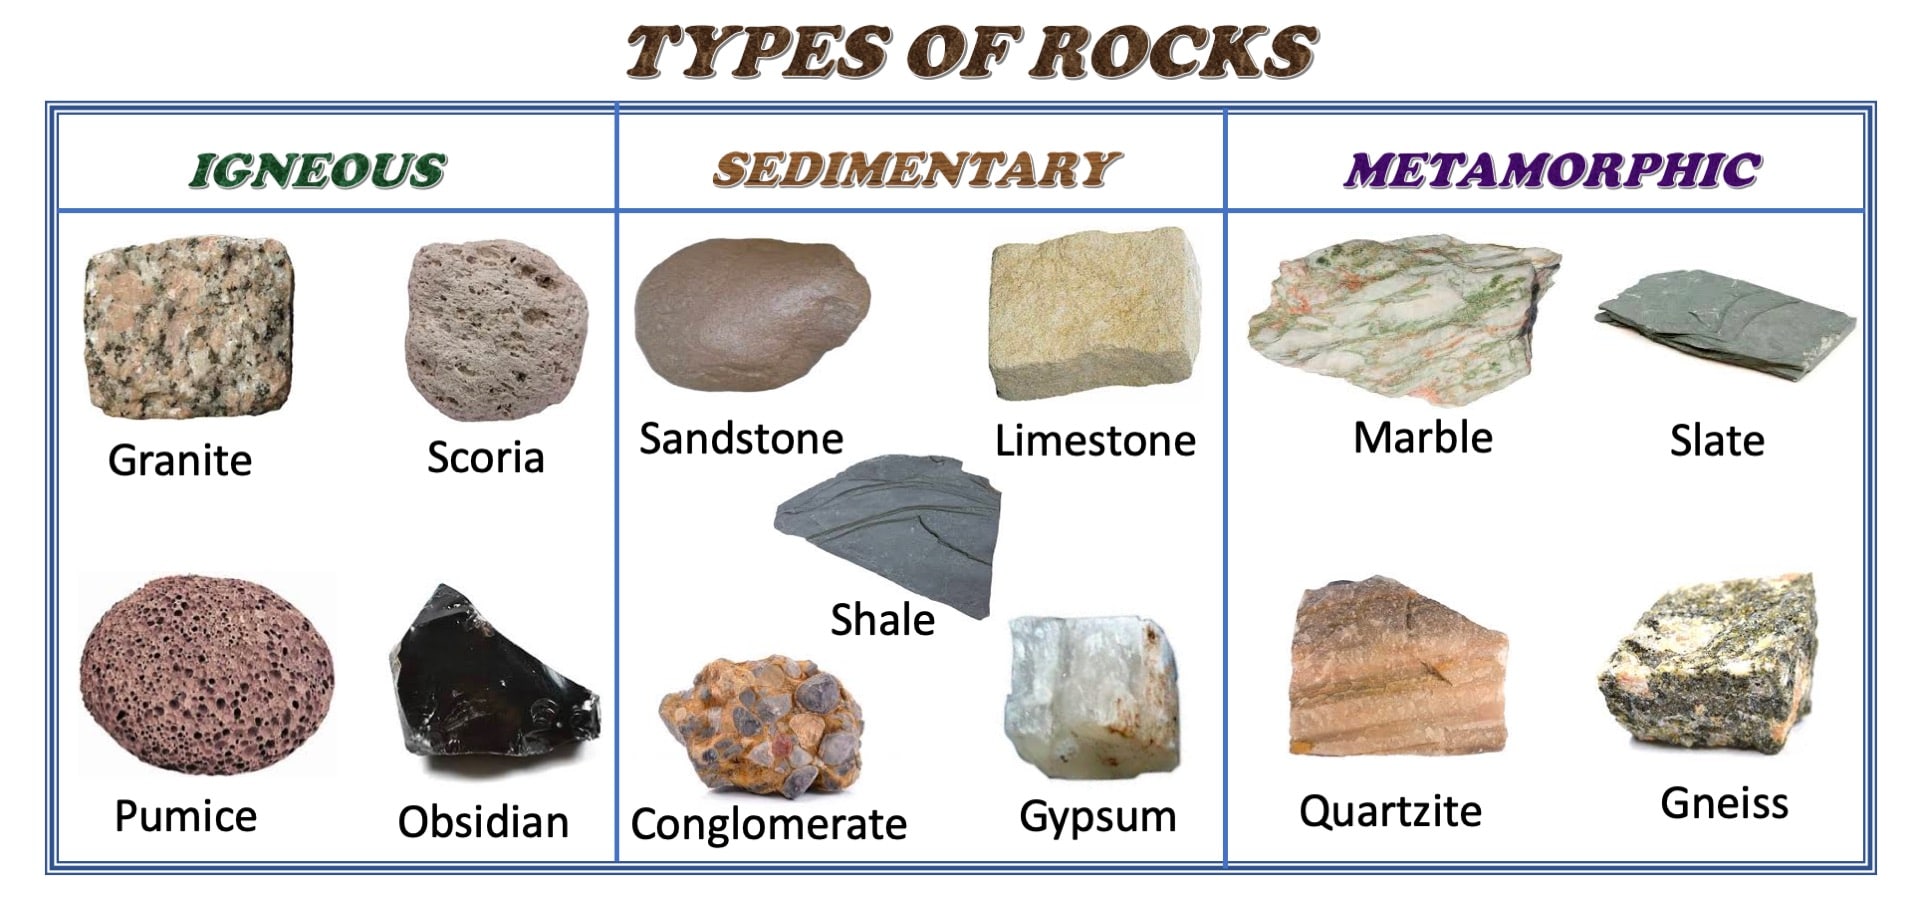 TYPES OF ROCKS
IGNEOUS
SEDIMENTARY
METAMORPHIC
Granite
Scoria
Pumice
Obsidian
Sandstone
Limestone
Shale
Conglomerate
Gypsum
Marble
Slate
Quartzite
Gneiss